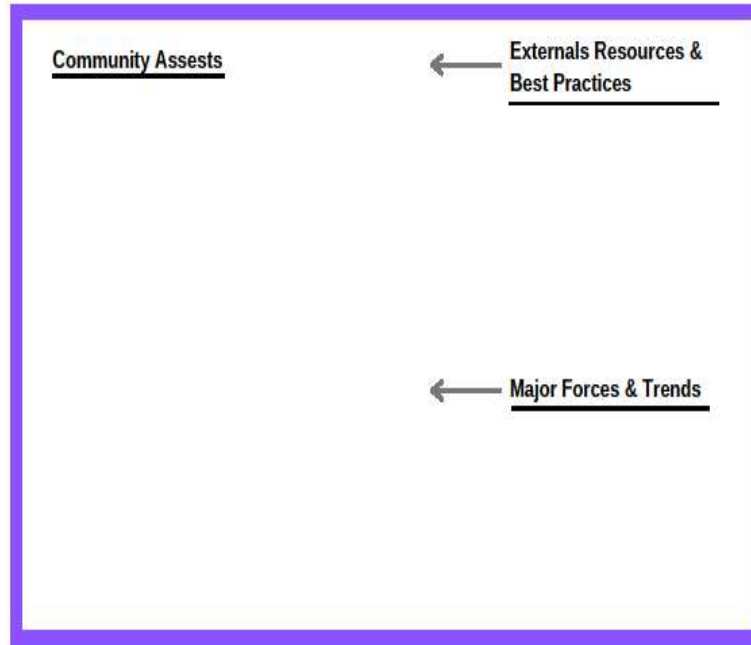 Community Assests
Externals Resources &
Best Practices
Major Forces & Trends